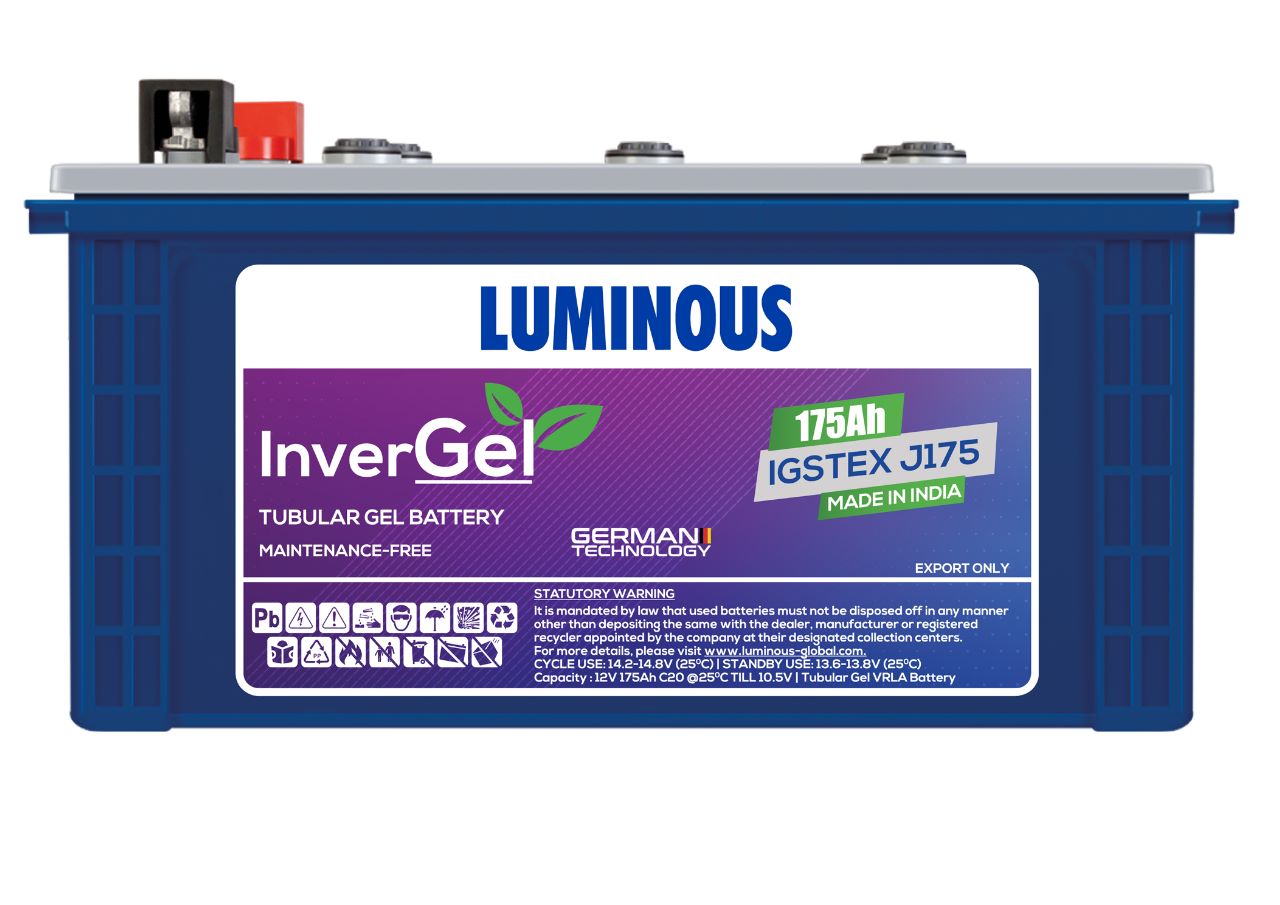 LUMINOUS
InverGel
175Ah
IGSTEX J175
MADE IN INDIA
TUBULAR GEL BATTERY
MAINTENANCE-FREE
GERMAN
TECHNOLOGY
EXPORT ONLY
STATUTORY WARNING
Pb
PP
It is mandated by law that used batteries must not be disposed off in any manner
other than depositing the same with the dealer, manufacturer or registered
recycler appointed by the company at their designated collection centers.
For more details, please visit www.luminous-global.com.
CYCLE USE: 14.2-14.8V (25⁰C) | STANDBY USE: 13.6-13.8V (25⁰C)
Capacity : 12V 175Ah C20 @25⁰C TILL 10.5V | Tubular Gel VRLA Battery